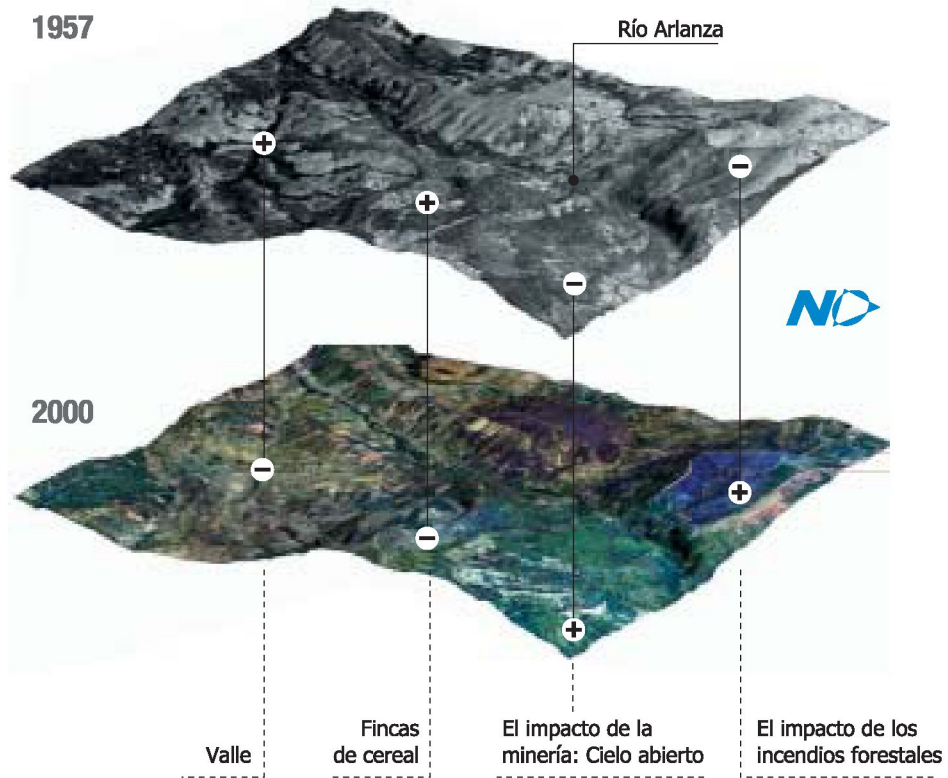 1957
Río Arlanza
N
2000
Valle
Fincas
de cereal
El impacto de la
minería: Cielo abierto
El impacto de los
incendios forestales